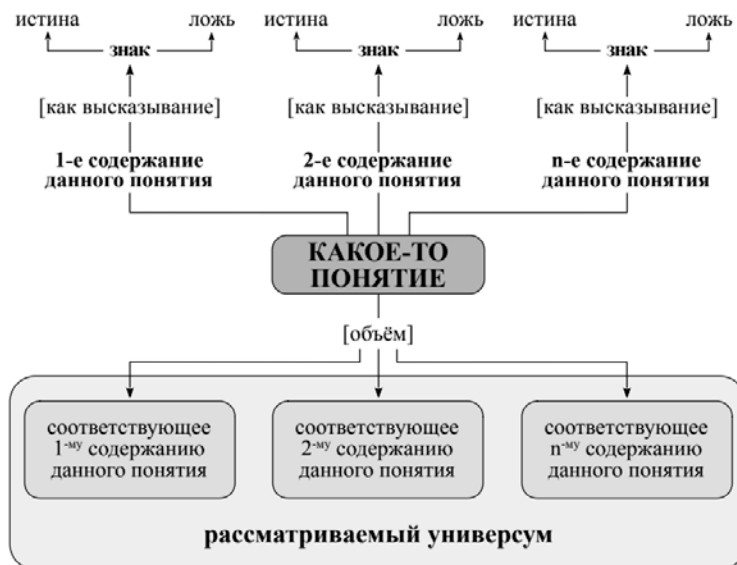 истина ложь истина ложь истина ложь
знак знак знак
[как высказывание] [как высказывание] [как высказывание]
1-е содержание 2-е содержание n-е содержание
данного понятия данного понятия данного понятия
КАКОЕ-ТО
ПОНЯТИЕ
[объём]
соответствующее соответствующее соответствующее
1-му содержанию 2-му содержанию n-му содержанию
данного понятия данного понятия данного понятия
рассматриваемый универсум